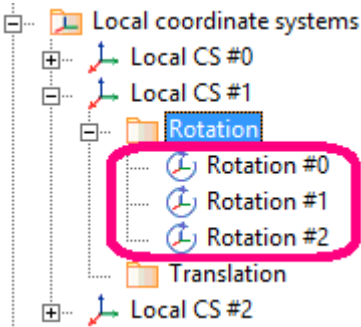 Local coordinate systems
Local CS #0
Local CS #1
Rotation
Rotation #0
Rotation #1
Rotation #2
Translation
Local CS #2